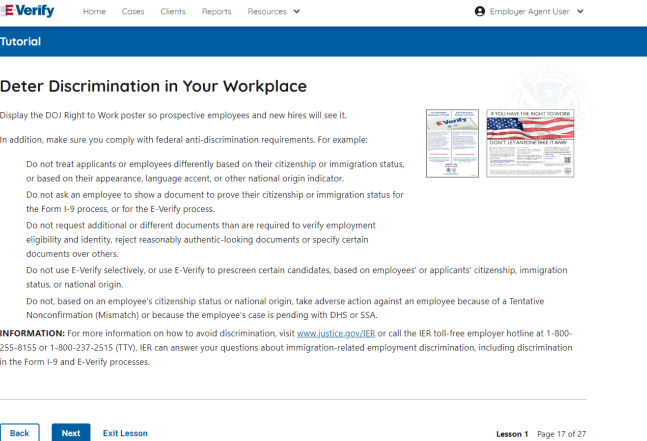 E-Verify
Home Cases Clients Reports Resources
Employer Agent User
Tutorial
Deter Discrimination in Your Workplace
Display the DOJ Right to Work poster so prospective employees and new hires will see it.
In addition, make sure you comply with federal anti-discrimination requirements. For example:
Do not treat applicants or employees differently based on their citizenship or immigration status,
or based on their appearance, language accent, or other national origin indicator.
Do not ask an employee to show a document to prove their citizenship or immigration status for
the Form I-9 process, or for the E-Verify process.
Do not request additional or different documents than are required to verify employment
eligibility and identity, reject reasonably authentic-looking documents or specify certain
documents over others.
E-Verify
IF YOU HAVE THE RIGHT TO WORK
DON'T LET ANYONE TAKE IT AWAY
Do not use E-Verify selectively, or use E-Verify to prescreen certain candidates, based on employees' or applicants' citizenship, immigration
status, or national origin.
Do not, based on an employee's citizenship status or national origin, take adverse action against an employee because of a Tentative
Nonconfirmation (Mismatch) or because the employee's case is pending with DHS or SSA.
INFORMATION: For more information on how to avoid discrimination, visit www.justice.gov/IER or call the IER toll-free employer hotline at 1-800-
255-8155 or 1-800-237-2515 (TTY). IER can answer your questions about immigration-related employment discrimination, including discrimination
in the Form I-9 and E-Verify processes.
Back Next Exit Lesson
Lesson 1 Page 17 of 27